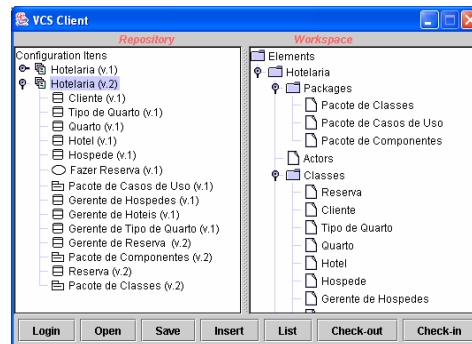 VCS Client
Repository
Workspace
Configuration Itens
Hotelaria (v.1)
Hotelaria (v.2)
Cliente (v.1)
Tipo de Quarto (v.1)
Quarto (v.1)
Hotel (v.1)
Hospede (v.1)
Fazer Reserva (v.1)
Pacote de Casos de Uso (v.1)
Gerente de Hospedes (v.1)
Gerente de Hoteis (v.1)
Gerente de Tipo de Quarto (v.1)
Gerente de Reserva (v.2)
Pacote de Componentes (v.2)
Reserva (v.2)
Pacote de Classes (v.2)
Elements
Hotelaria
Packages
Pacote de Classes
Pacote de Casos de Uso
Pacote de Componentes
Actors
Classes
Reserva
Cliente
Tipo de Quarto
Quarto
Hotel
Hospede
Gerente de Hospedes
Login
Open
Save
Insert
List
Check-out
Check-in